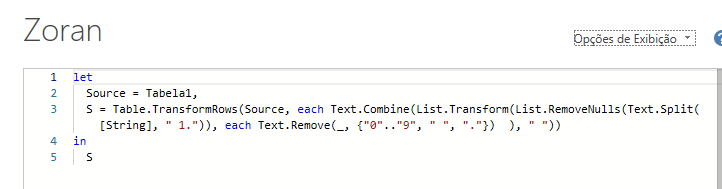 Zoran
Opções de Exibição
?
1 let
2 Source = Tabela1,
3 S = Table.TransformRows(Source, each Text.Combine(List.Transform(List.RemoveNulls(Text.Split(
[String], " 1.")), each Text.Remove(_, {"0".."9", " ", "."})  ), " "))
4 in
5 S